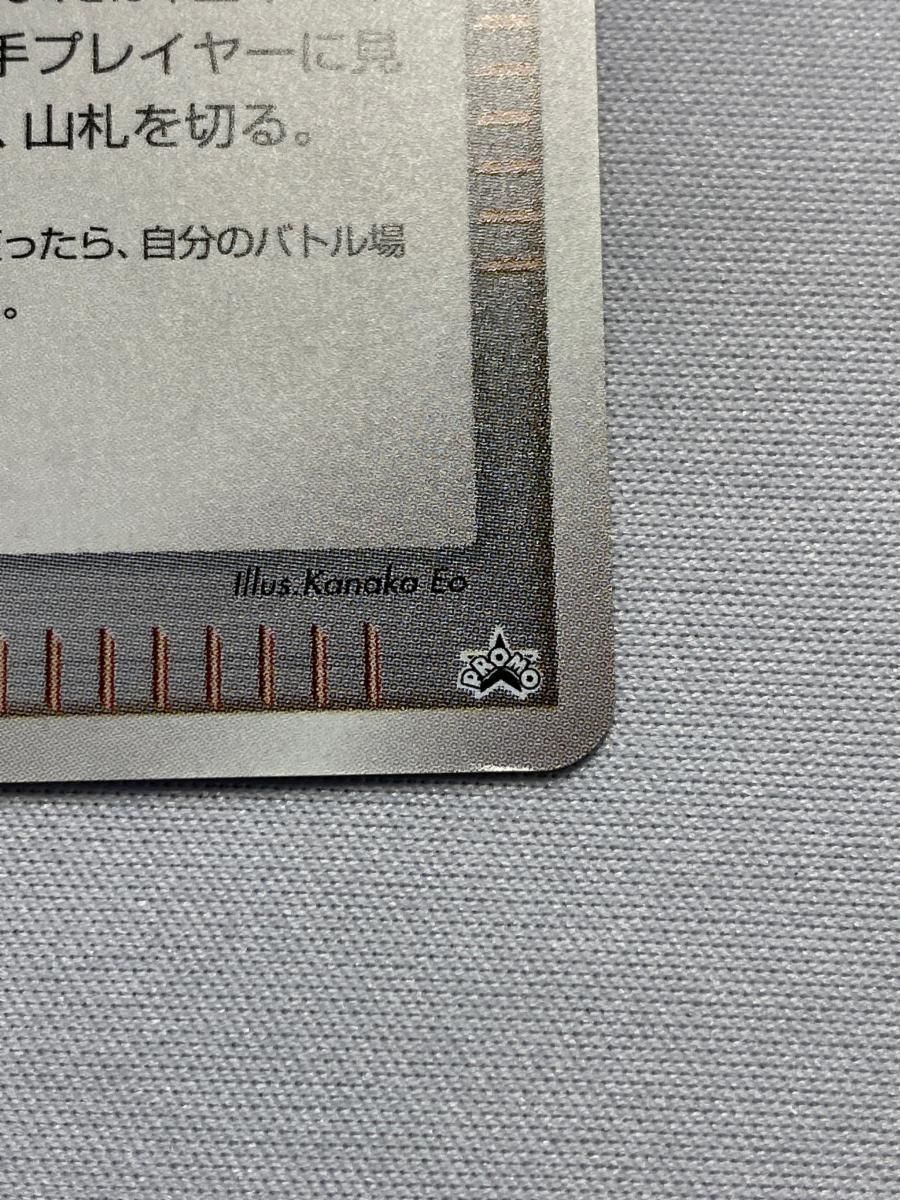 手プレイヤーに見
、山札を切る。
ったら、自分のバトル場
。
Illus.Kanako Eo
PROMO